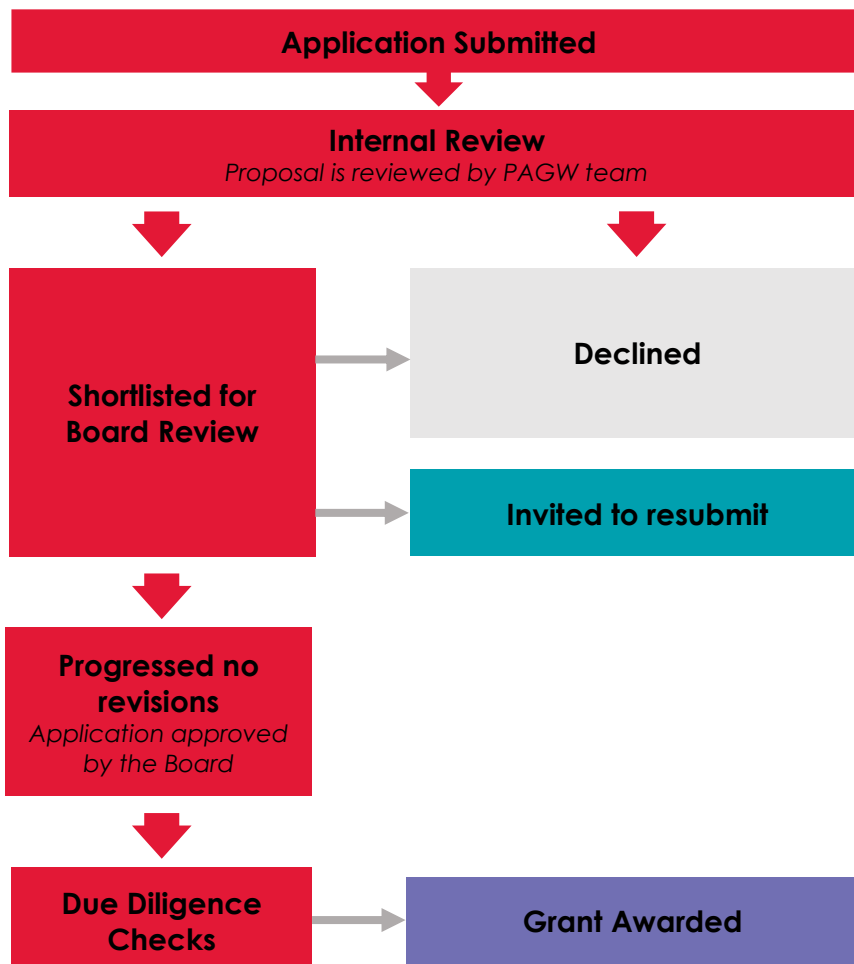 Application Submitted
Internal Review
Proposal is reviewed by PAGW team
Shortlisted for
Board Review
Declined
Invited to resubmit
Progressed no
revisions
Application approved
by the Board
Due Diligence
Checks
Grant Awarded